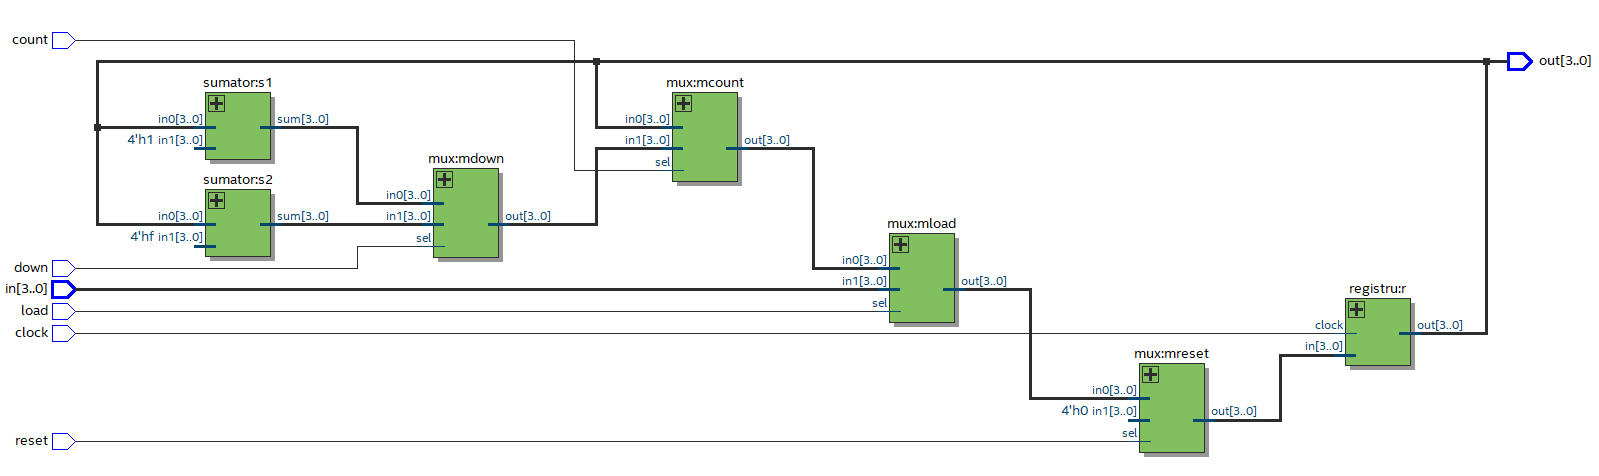 count
out[3..0]
sumator:s1
mux:mcount
in0[3..0]
sum[3..0]
4'h1 in1[3..0]
in0[3..0]
in1[3..0]
out[3..0]
sel
mux:mdown
sumator:s2
in0[3..0]
in0[3..0]
sum[3..0]
in1[3..0]
out[3..0]
4'hf in1[3..0]
sel
mux:mload
down
in0[3..0]
in[3..0]
in1[3..0]
out[3..0]
load
sel
registru:r
clock
clock
out[3..0]
in[3..0]
mux:mreset
in0[3..0]
4'h0 in1[3..0]
out[3..0]
reset
sel